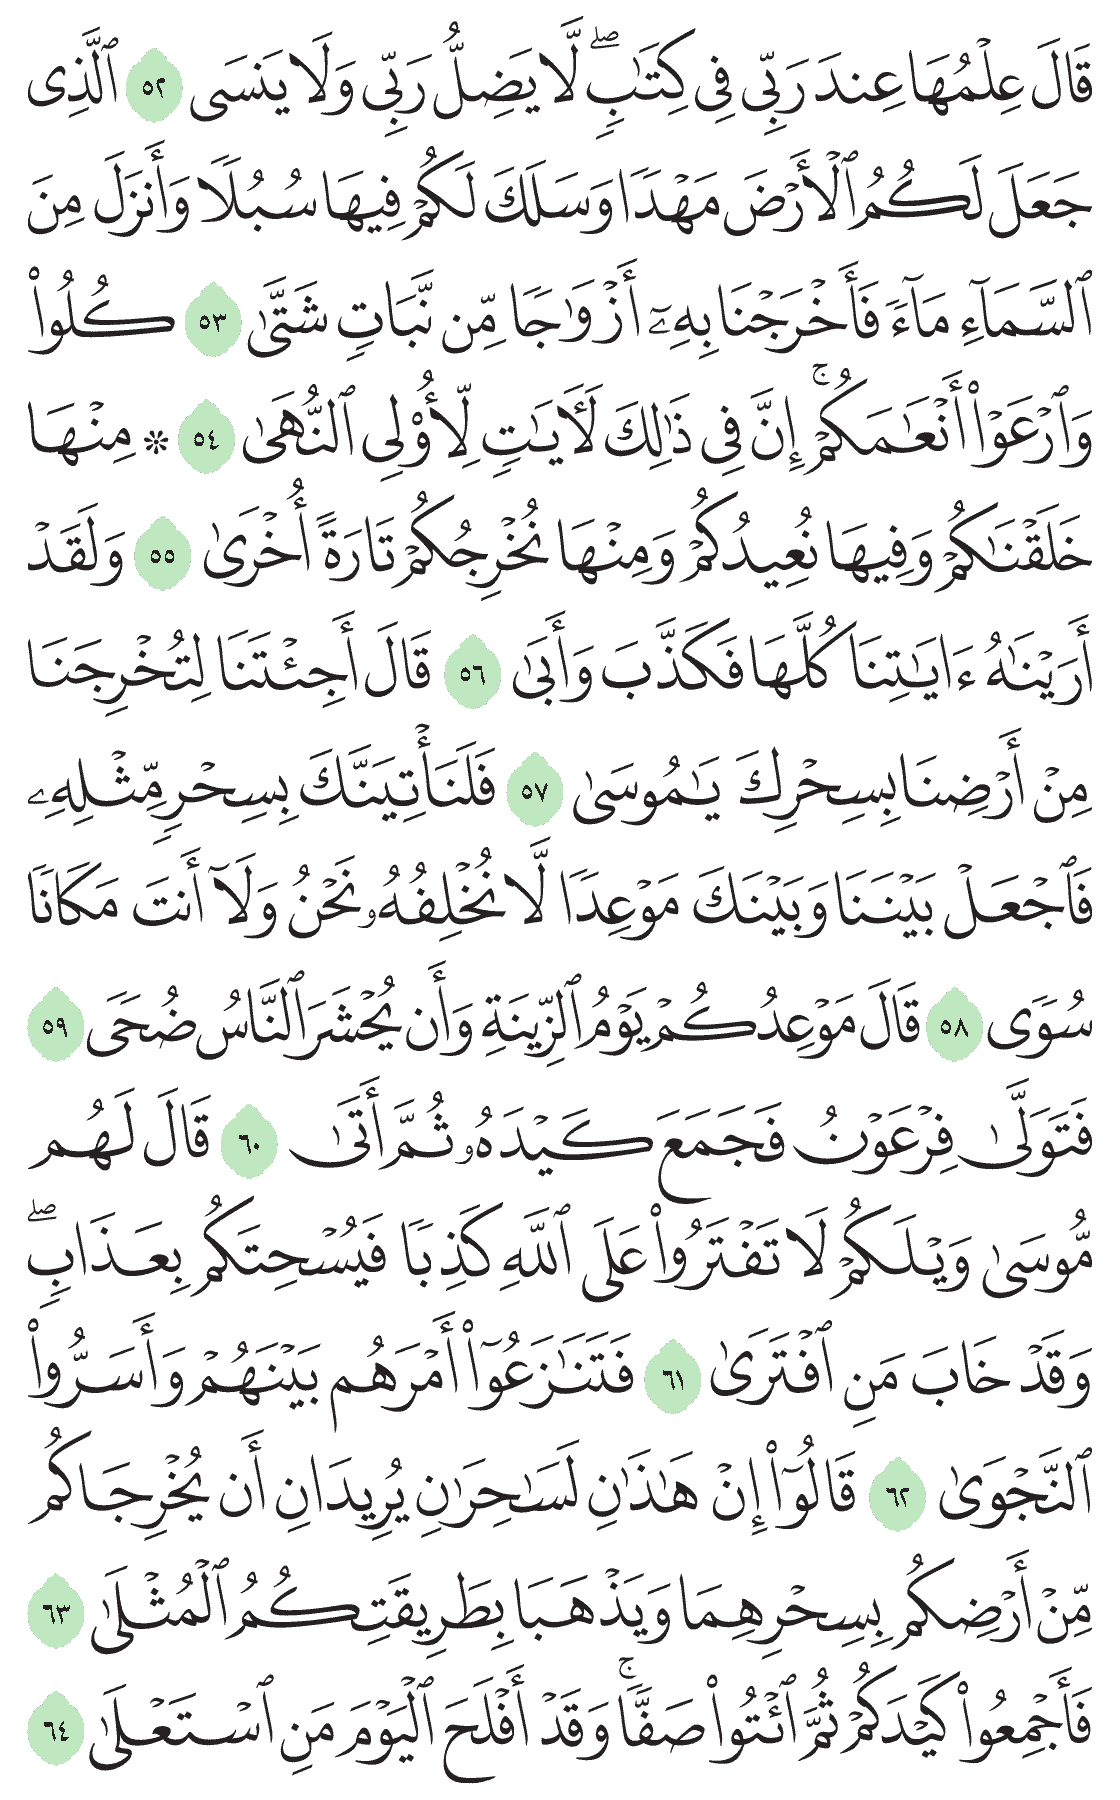 قَالَ عِلْمُهَا عِندَ رَبِّي فِي كِتَٰبٖۖ لَّا يَضِلُّ رَبِّي وَلَا يَنسَى ٥٢ ٱلَّذِي
جَعَلَ لَكُمُ ٱلْأَرْضَ مَهْدٗا وَسَلَكَ لَكُمْ فِيهَا سُبُلٗا وَأَنزَلَ مِنَ
ٱلسَّمَآءِ مَآءٗ فَأَخْرَجْنَا بِهِۦٓ أَزْوَٰجٗا مِّن نَّبَاتٖ شَتَّىٰ ٥٣ كُلُوا۟
وَٱرْعَوْا۟ أَنْعَٰمَكُمْۚ إِنَّ فِي ذَٰلِكَ لَأٓيَٰتٖ لِّأُو۟لِي ٱلنُّهَىٰ ٥٤ ۞ مِنْهَا
خَلَقْنَٰكُمْ وَفِيهَا نُعِيدُكُمْ وَمِنْهَا نُخْرِجُكُمْ تَارَةً أُخْرَىٰ ٥٥ وَلَقَدْ
أَرَيْنَٰهُ ءَايَٰتِنَا كُلَّهَا فَكَذَّبَ وَأَبَىٰ ٥٦ قَالَ أَجِئْتَنَا لِتُخْرِجَنَا
مِنْ أَرْضِنَا بِسِحْرِكَ يَٰمُوسَىٰ ٥٧ فَلَنَأْتِيَنَّكَ بِسِحْرٖ مِّثْلِهِۦ
فَٱجْعَلْ بَيْنَنَا وَبَيْنَكَ مَوْعِدٗا لَّا نُخْلِفُهُۥ نَحْنُ وَلَآ أَنتَ مَكَانٗا
سُوٗى ٥٨ قَالَ مَوْعِدُكُمْ يَوْمُ ٱلزِّينَةِ وَأَن يُحْشَرَ ٱلنَّاسُ ضُحٗى ٥٩
فَتَوَلَّىٰ فِرْعَوْنُ فَجَمَعَ كَيْدَهُۥ ثُمَّ أَتَىٰ ٦٠ قَالَ لَهُم
مُّوسَىٰ وَيْلَكُمْ لَا تَفْتَرُوا۟ عَلَى ٱللَّهِ كَذِبٗا فَيُسْحِتَكُم بِعَذَابٖۖ
وَقَدْ خَابَ مَنِ ٱفْتَرَىٰ ٦١ فَتَنَٰزَعُوٓا۟ أَمْرَهُم بَيْنَهُمْ وَأَسَرُّوا۟
ٱلنَّجْوَىٰ ٦٢ قَالُوٓا۟ إِنْ هَٰذَٰنِ لَسَٰحِرَٰنِ يُرِيدَانِ أَن يُخْرِجَاكُم
مِّنْ أَرْضِكُم بِسِحْرِهِمَا وَيَذْهَبَا بِطَرِيقَتِكُمُ ٱلْمُثْلَىٰ ٦٣
فَأَجْمِعُوا۟ كَيْدَكُمْ ثُمَّ ٱئْتُوا۟ صَفّٗاۚ وَقَدْ أَفْلَحَ ٱلْيَوْمَ مَنِ ٱسْتَعْلَىٰ ٦٤